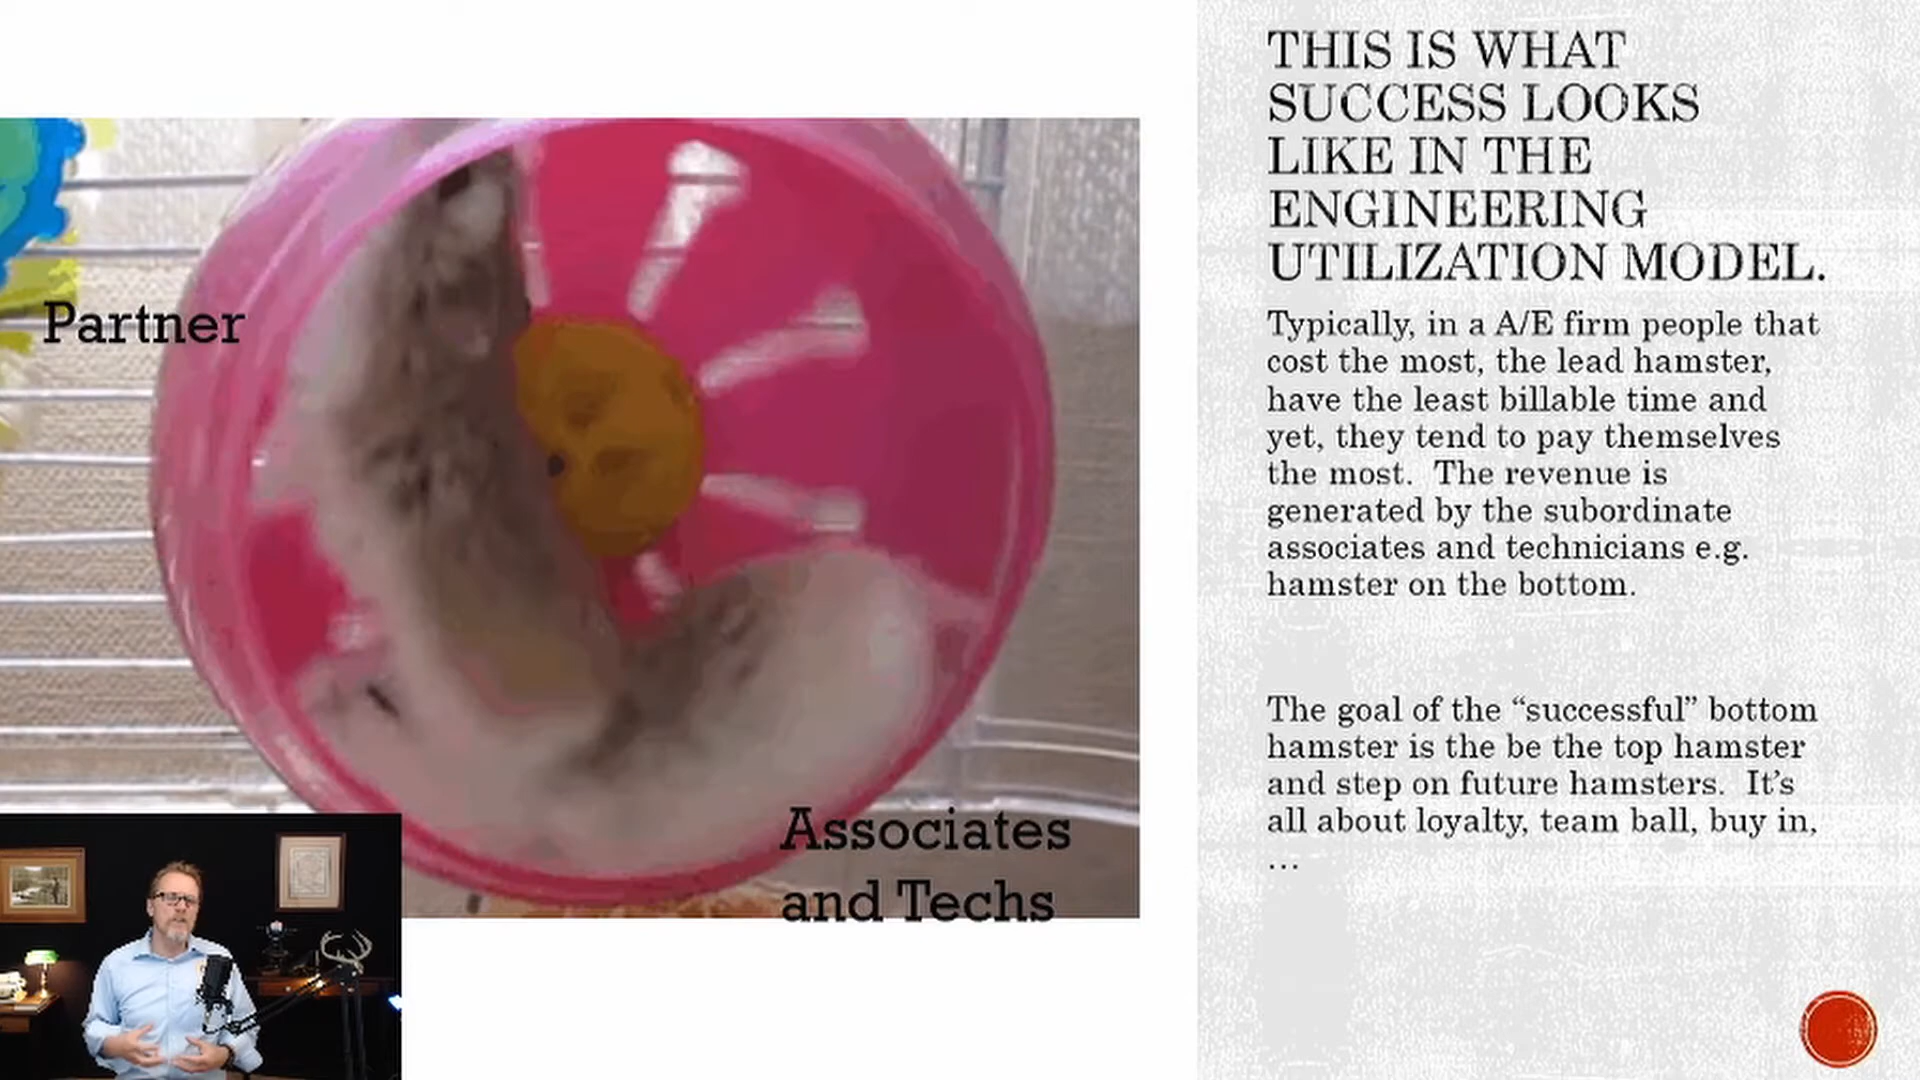 THIS IS WHAT
SUCCESS LOOKS
LIKE IN THE
ENGINEERING
UTILIZATION MODEL.
Typically, in a A/E firm people that
cost the most, the lead hamster,
have the least billable time and
yet, they tend to pay themselves
the most.  The revenue is
generated by the subordinate
associates and technicians e.g.
hamster on the bottom.
The goal of the “successful” bottom
hamster is the be the top hamster
and step on future hamsters.  It’s
all about loyalty, team ball, buy in,
…
Partner
Associates
and Techs